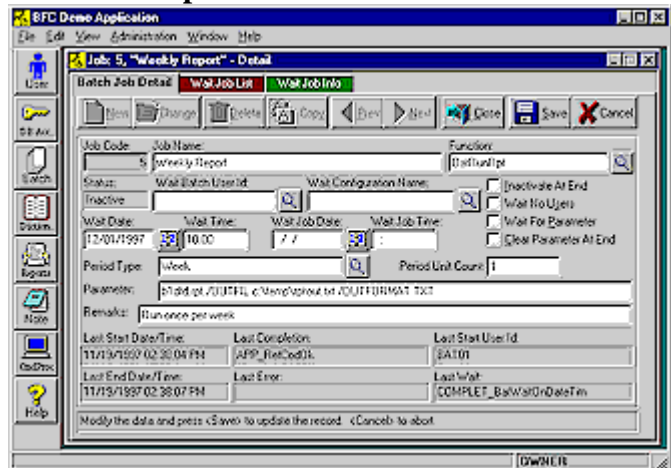 BFC Demo Application
File Edit View Administration Window Help
Job: 5, "Weekly Report" - Detail
User
Batch Job Detail Wait Job List Wait Job Info
New Change Delete Copy Prev Next Close Save Cancel
Job Code: Job Name: Function:
5 Weekly Report
Batch
Status: Wait Batch User Id: Wait Configuration Name: Inactivate At End
Inactive Wait No Users
Wait Date: Wait Time: Wait Job Date: Wait Job Time: Wait For Parameter
12/01/1997 10:00 / / : Clear Parameter At End
Period Type: Week Period Unit Count: 1
Parameter:
Note
Remarks: Run once per week
Last Start Date/Time: Last Completion: Last Start User Id:
11/19/1997 02:38:04 PM APP_RetCodOk BAT01
Last End Date/Time: Last Error: Last Wait:
11/19/1997 02:38:07 PM COMPLET_BatWaitOnDateTim
Help
Modify the data and press <Save> to update the record. <Cancel> to abort.
OWNER